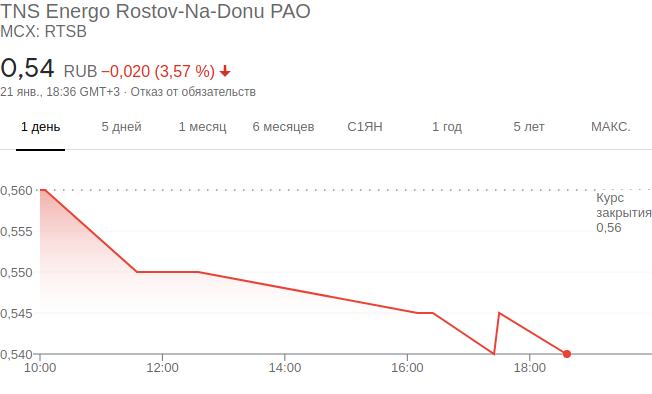 TNS Energo Rostov-Na-Donu PAO
MCX: RTSB
0,54 RUB −0,020 (3,57 %)
21 янв., 18:36 GMT+3 · Отказ от обязательств
1 день 5 дней 1 месяц 6 месяцев С1ЯН 1 год 5 лет МАКС.
0,560
Курс
закрытия
0,56
0,555
0,550
0,545
0,540
10:00 12:00 14:00 16:00 18:00